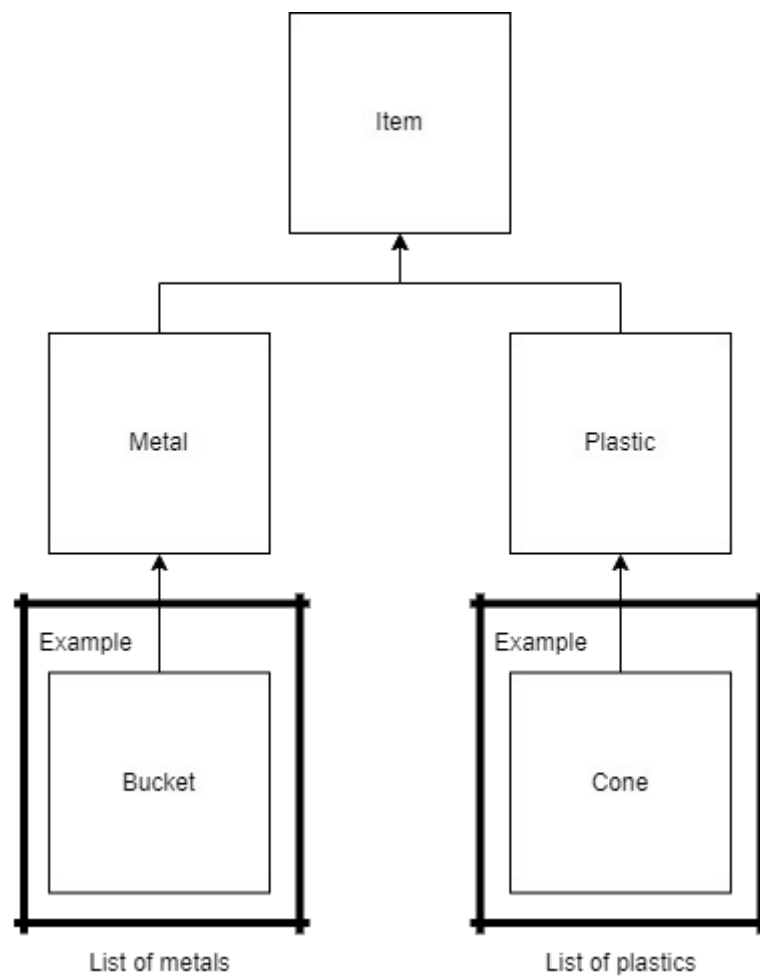 Item
Metal
Plastic
Example
Example
Bucket
Cone
List of metals
List of plastics